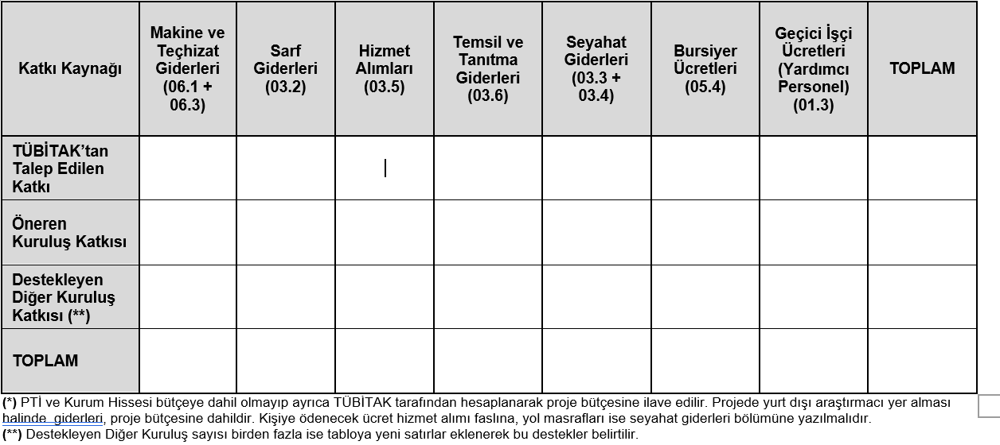 Katkı Kaynağı
Makine ve
Teçhizat
Giderleri
(06.1 +
06.3)
Sarf
Giderleri
(03.2)
Hizmet
Alımları
(03.5)
Temsil ve
Tanıtma
Giderleri
(03.6)
Seyahat
Giderleri
(03.3 +
03.4)
Bursiyer
Ücretleri
(05.4)
Geçici İşçi
Ücretleri
(Yardımcı
Personel)
(01.3)
TOPLAM
TÜBİTAK’tan
Talep Edilen
Katkı
Öneren
Kuruluş Katkısı
Destekleyen
Diğer Kuruluş
Katkısı (**)
TOPLAM
(*) PTİ ve Kurum Hissesi bütçeye dahil olmayıp ayrıca TÜBİTAK tarafından hesaplanarak proje bütçesine ilave edilir. Projede yurt dışı araştırmacı yer alması
halinde giderleri, proje bütçesine dahildir. Kişiye ödenecek ücret hizmet alımı faslına, yol masrafları ise seyahat giderleri bölümüne yazılmalıdır.
(**) Destekleyen Diğer Kuruluş sayısı birden fazla ise tabloya yeni satırlar eklenerek bu destekler belirtilir.